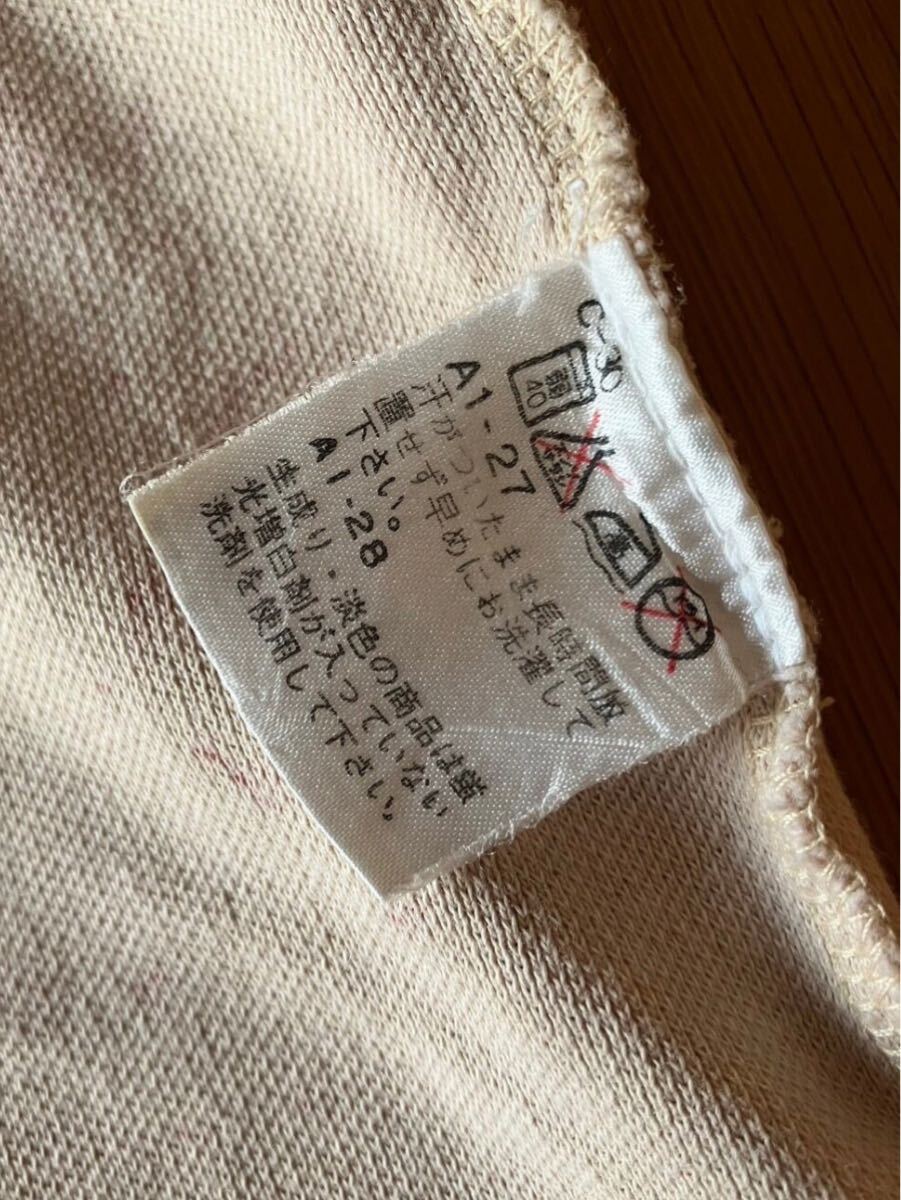 C-30
弱
40
A1-27
汗がついたまま長時間放
置せず早めにお洗濯して
下さい。
A1-28
生成り・淡色の商品は蛍
光増白剤が入っていない
洗剤を使用して下さい。